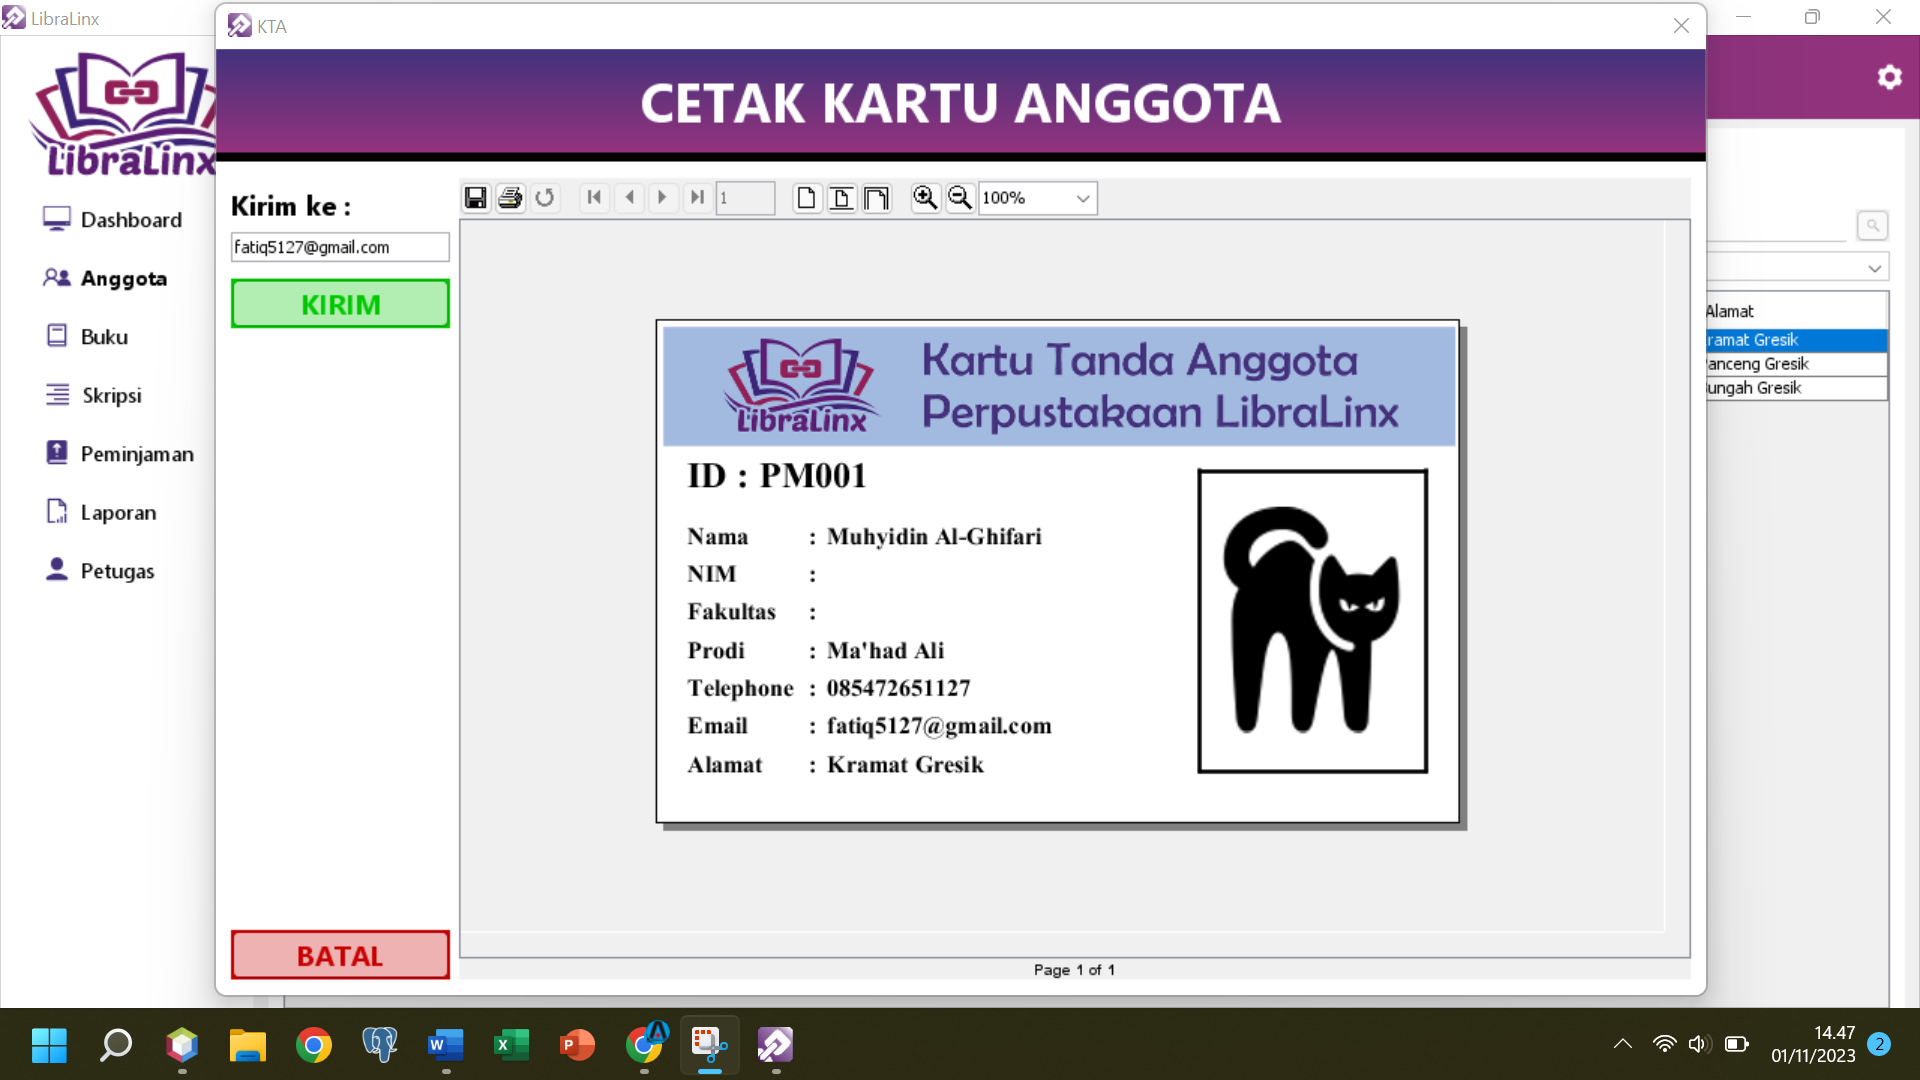 LibraLinx
KTA
CETAK KARTU ANGGOTA
LibraLinx
Dashboard
Anggota
Buku
Skripsi
Peminjaman
Laporan
Petugas
Kirim ke :
fatiq5127@gmail.com
KIRIM
BATAL
1
100%
LibraLinx
Kartu Tanda Anggota
Perpustakaan LibraLinx
ID : PM001
Nama : Muhyidin Al-Ghifari
NIM :
Fakultas :
Prodi : Ma'had Ali
Telephone : 085472651127
Email : fatiq5127@gmail.com
Alamat : Kramat Gresik
Page 1 of 1
Alamat
ramat Gresik
anceng Gresik
ungah Gresik
14.47
01/11/2023
2